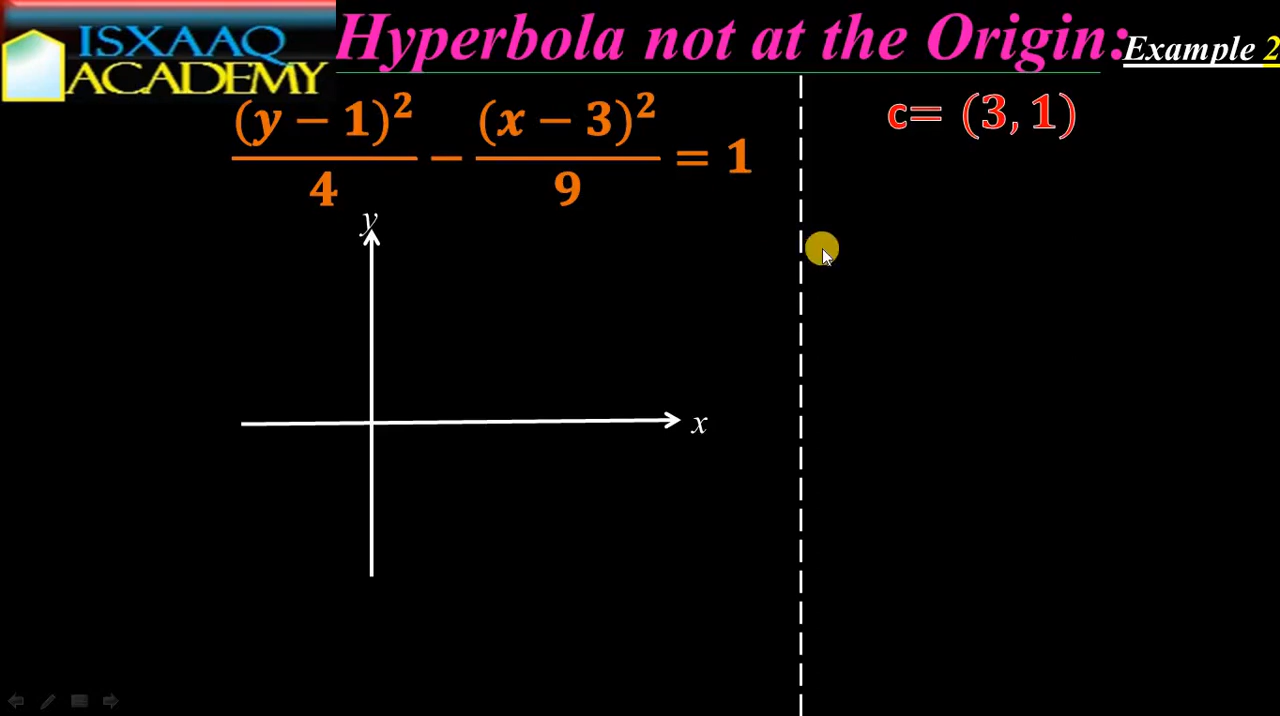 ISXAAQ
ACADEMY
Hyperbola not at the Origin: Example 2
(y − 1)²/4 − (x − 3)²/9 = 1
c= (3, 1)
y
x